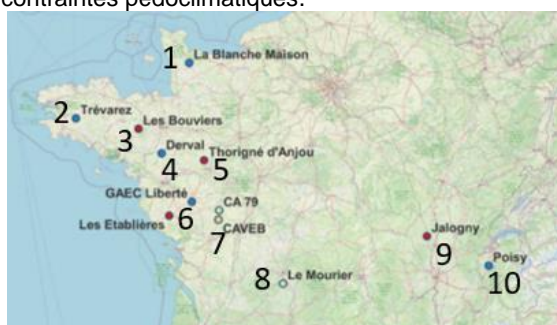 contraintes pédoclimatiques.
1 La Blanche Maison
2 Trévarez
3 Les Bouviers
4 Derval
5 Thorigné d'Anjou
GAEC Liberté
6 Les Etablières
CA 79
CAVEB
7
8 Le Mourier
Jalogny
9
Poisy
10